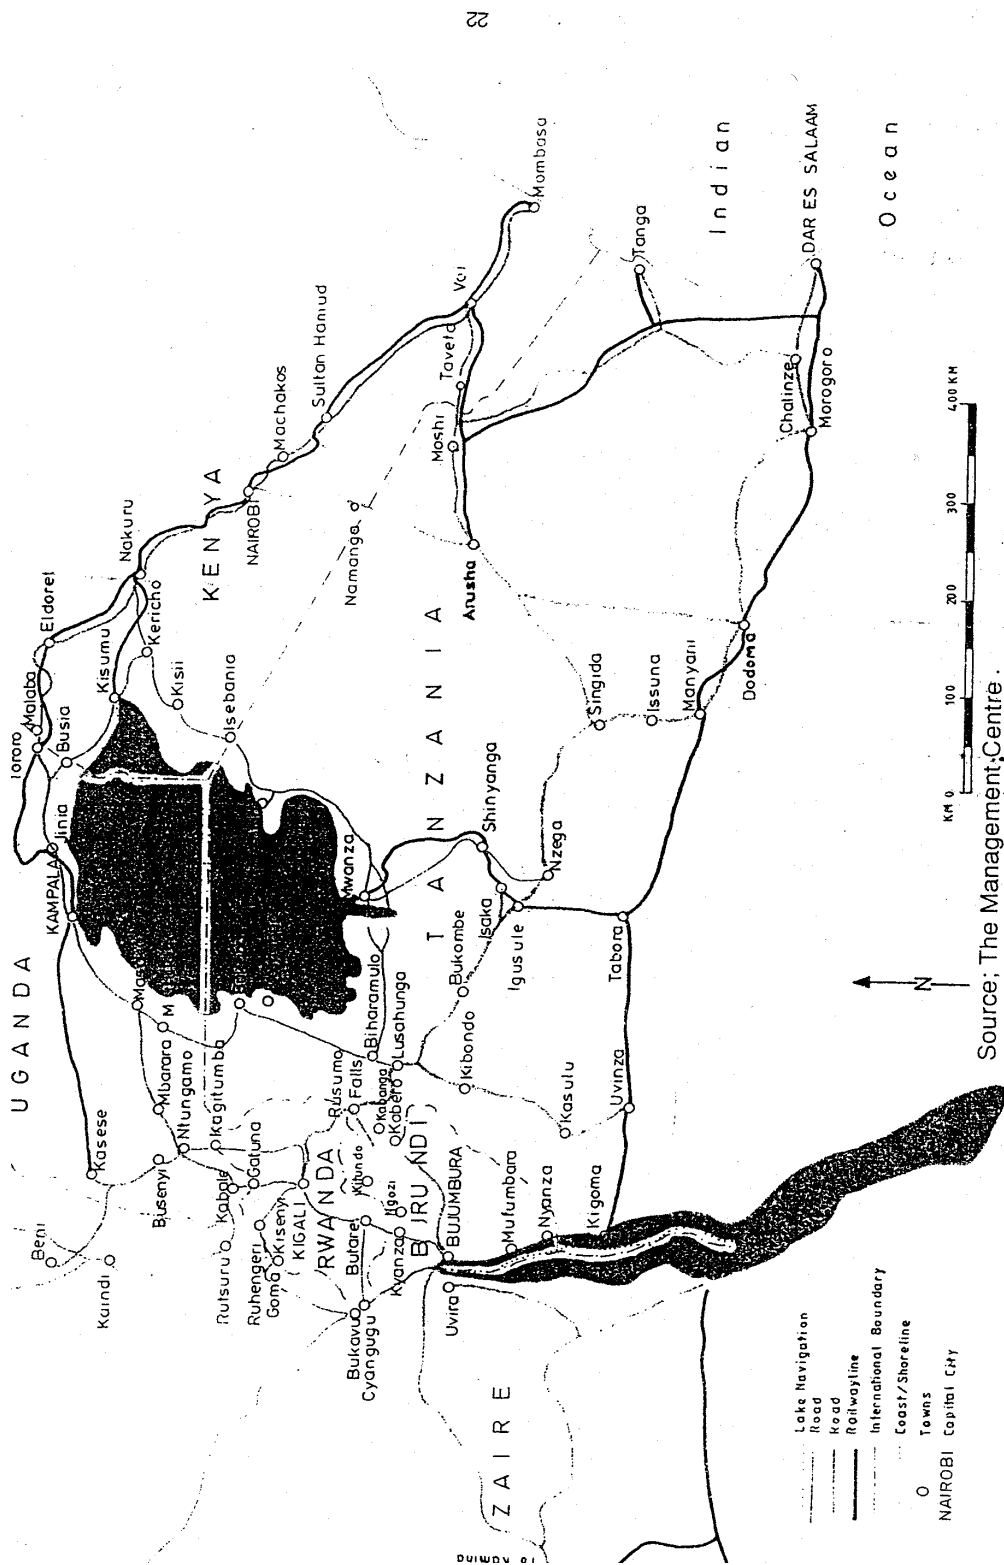 22
UGANDA
KENYA
TANZANIA
RWANDA
BURUNDI
ZAIRE
Indian
Ocean
Beni
Kaindi
Kasese
KAMPALA
Jinja
Tororo
Malaba
Busia
Eldoret
Nakuru
Kisumu
Kericho
Kisii
Isebania
NAIROBI
Machakos
Sultan Hamud
Namanga
Voi
Taveta
Moshi
Arusha
Mombasa
Tanga
DAR ES SALAAM
Chalinze
Morogoro
Dodoma
Manyani
Issuna
Singida
Nzega
Shinyanga
Mwanza
Isaka
Igusule
Tabora
Bukombe
Biharamulo
Lusahunga
Kibondo
Kasulu
Uvinza
Kigoma
Nyanza
Mufumbara
BUJUMBURA
Uvira
Mbarara
Ntungamo
Kagitumba
Busenyi
Kabale
Gatuna
Rutsuru
Ruhengeri
Goma
Kisenyi
KIGALI
Rusumo
Falls
Kabanga
Kabero
Kitundo
Ngozi
Butare
Kyanza
Bukavu
Cyangugu
To Kamina
N
KM 0 100 200 300 400 KM
Lake Navigation
Road
Road
Railwayline
International Boundary
Coast/Shoreline
Towns
NAIROBI Capital City
Source; The Management Centre.